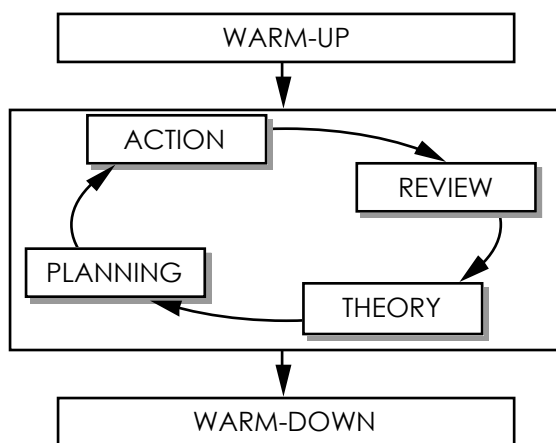 WARM-UP
ACTION
REVIEW
PLANNING
THEORY
WARM-DOWN